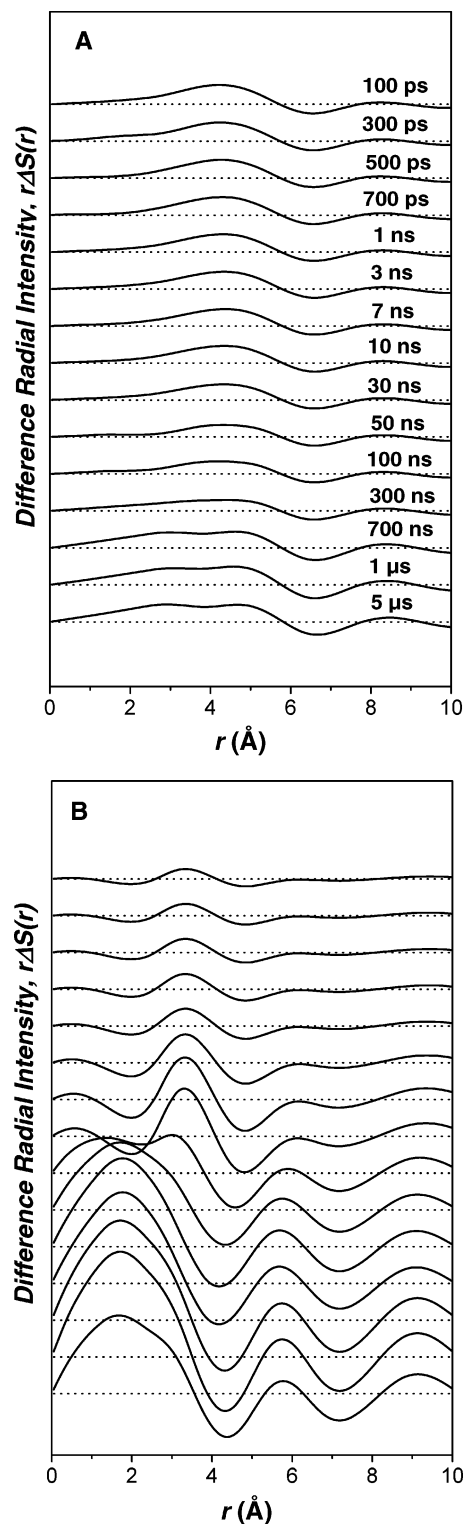 A
100 ps
300 ps
500 ps
700 ps
1 ns
3 ns
7 ns
10 ns
30 ns
50 ns
100 ns
300 ns
700 ns
1 µs
5 µs
Difference Radial Intensity, rΔS(r)
0 2 4 6 8 10
r (Å)
B
Difference Radial Intensity, rΔS(r)
0 2 4 6 8 10
r (Å)